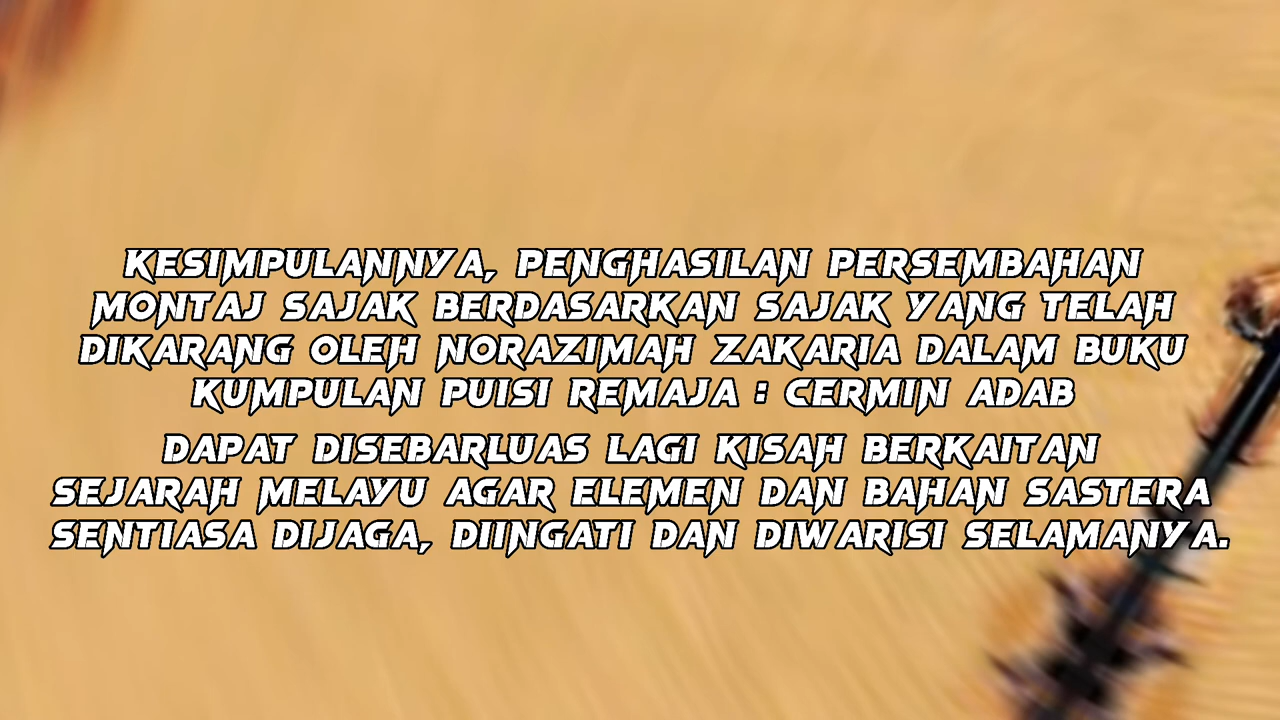 KESIMPULANNYA, PENGHASILAN PERSEMBAHAN
MONTAJ SAJAK BERDASARKAN SAJAK YANG TELAH
DIKARANG OLEH NORAZIMAH ZAKARIA DALAM BUKU
KUMPULAN PUISI REMAJA : CERMIN ADAB
DAPAT DISEBARLUAS LAGI KISAH BERKAITAN
SEJARAH MELAYU AGAR ELEMEN DAN BAHAN SASTERA
SENTIASA DIJAGA, DIINGATI DAN DIWARISI SELAMANYA.